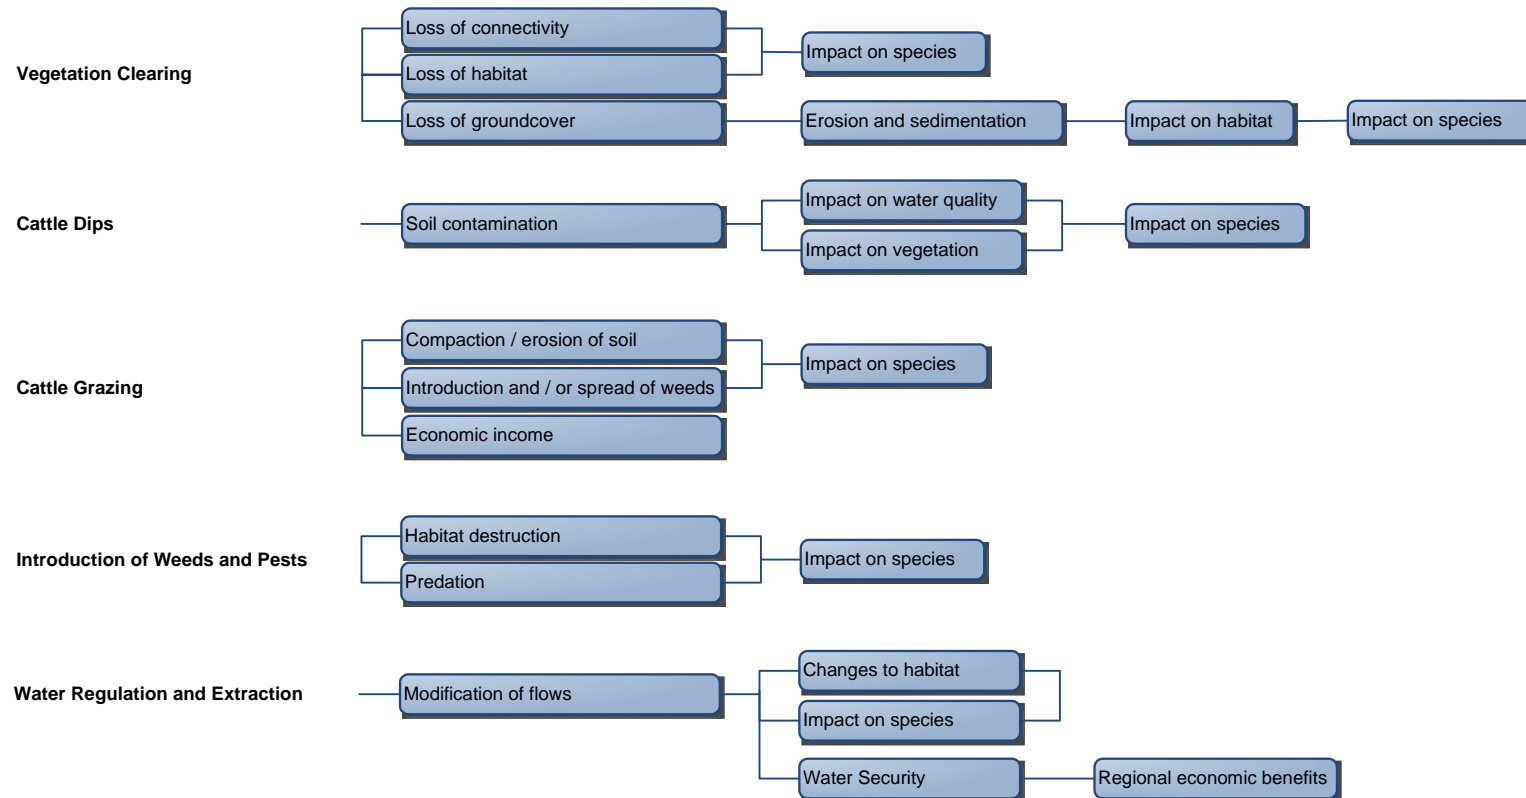 Vegetation Clearing
Loss of connectivity
Loss of habitat
Loss of groundcover
Impact on species
Erosion and sedimentation
Impact on habitat
Impact on species
Cattle Dips
Soil contamination
Impact on water quality
Impact on vegetation
Impact on species
Cattle Grazing
Compaction / erosion of soil
Introduction and / or spread of weeds
Economic income
Impact on species
Introduction of Weeds and Pests
Habitat destruction
Predation
Impact on species
Water Regulation and Extraction
Modification of flows
Changes to habitat
Impact on species
Water Security
Regional economic benefits